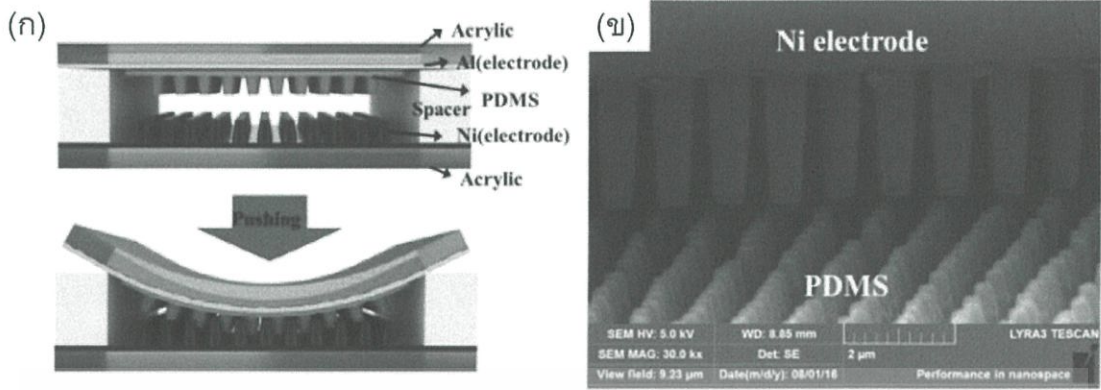 (ก)
Acrylic
Al(electrode)
PDMS
Spacer
Ni(electrode)
Acrylic
Pushing
(ข)
Ni electrode
PDMS
SEM HV: 5.0 kV WD: 8.85 mm LYRA3 TESCAN
SEM MAG: 30.0 kx Det: SE 2 µm
View field: 9.23 µm Date(m/d/y): 08/01/16 Performance in nanospace